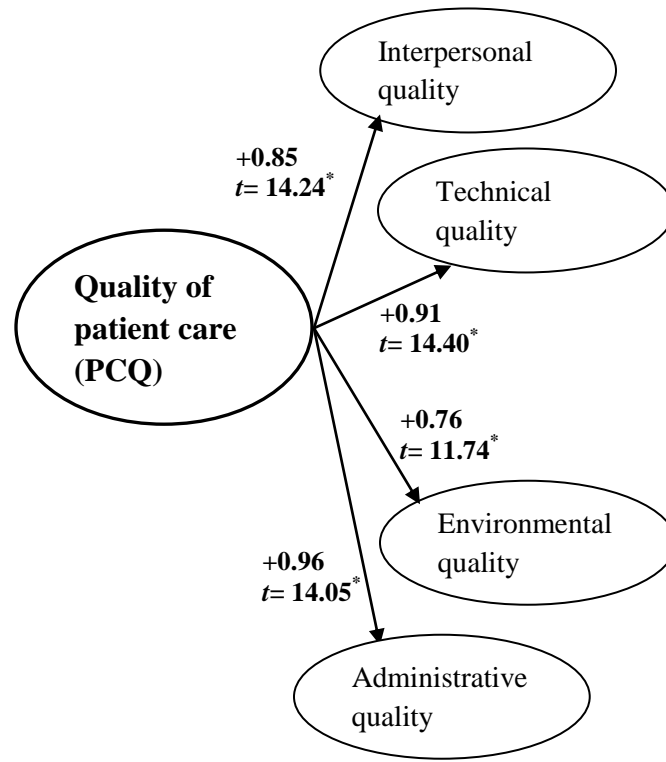 Interpersonal
quality
+0.85
t= 14.24*
Technical
quality
Quality of
patient care
(PCQ)
+0.91
t= 14.40*
+0.76
t= 11.74*
Environmental
quality
+0.96
t= 14.05*
Administrative
quality